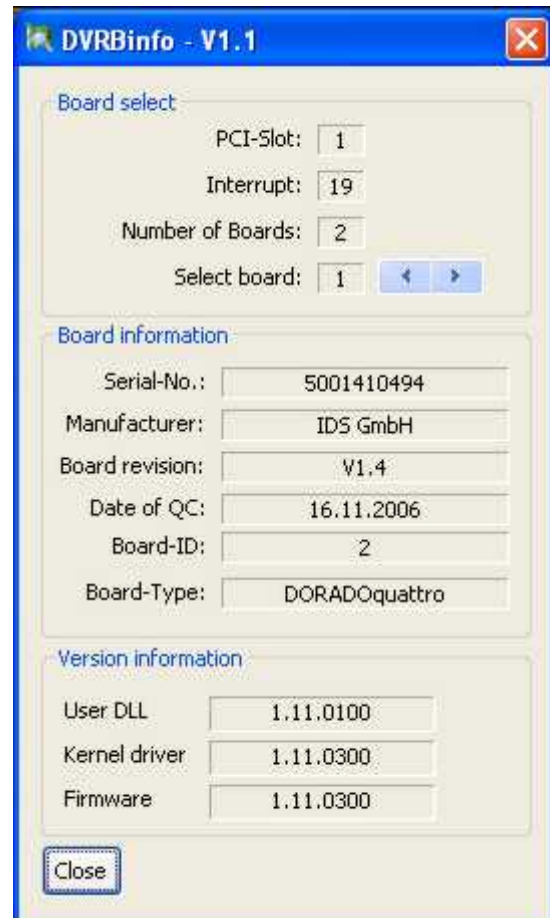 DVRBinfo - V1.1
Board select
PCI-Slot: 1
Interrupt: 19
Number of Boards: 2
Select board: 1
Board information
Serial-No.: 5001410494
Manufacturer: IDS GmbH
Board revision: V1.4
Date of QC: 16.11.2006
Board-ID: 2
Board-Type: DORADOquattro
Version information
User DLL 1.11.0100
Kernel driver 1.11.0300
Firmware 1.11.0300
Close